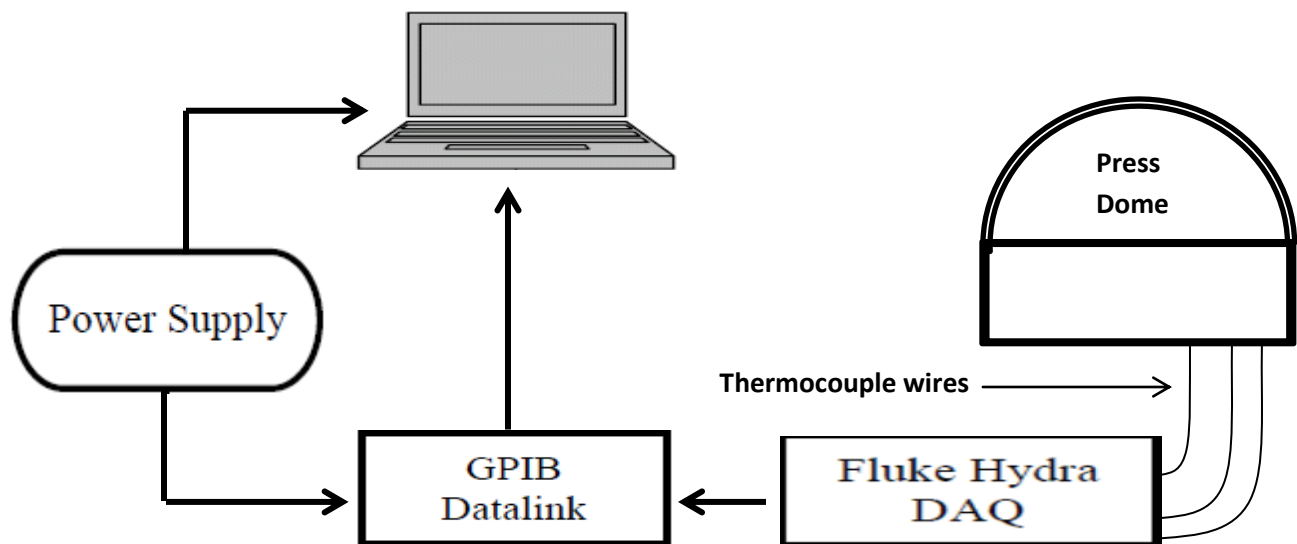 Press
Dome
Power Supply
Thermocouple wires
GPIB
Datalink
Fluke Hydra
DAQ